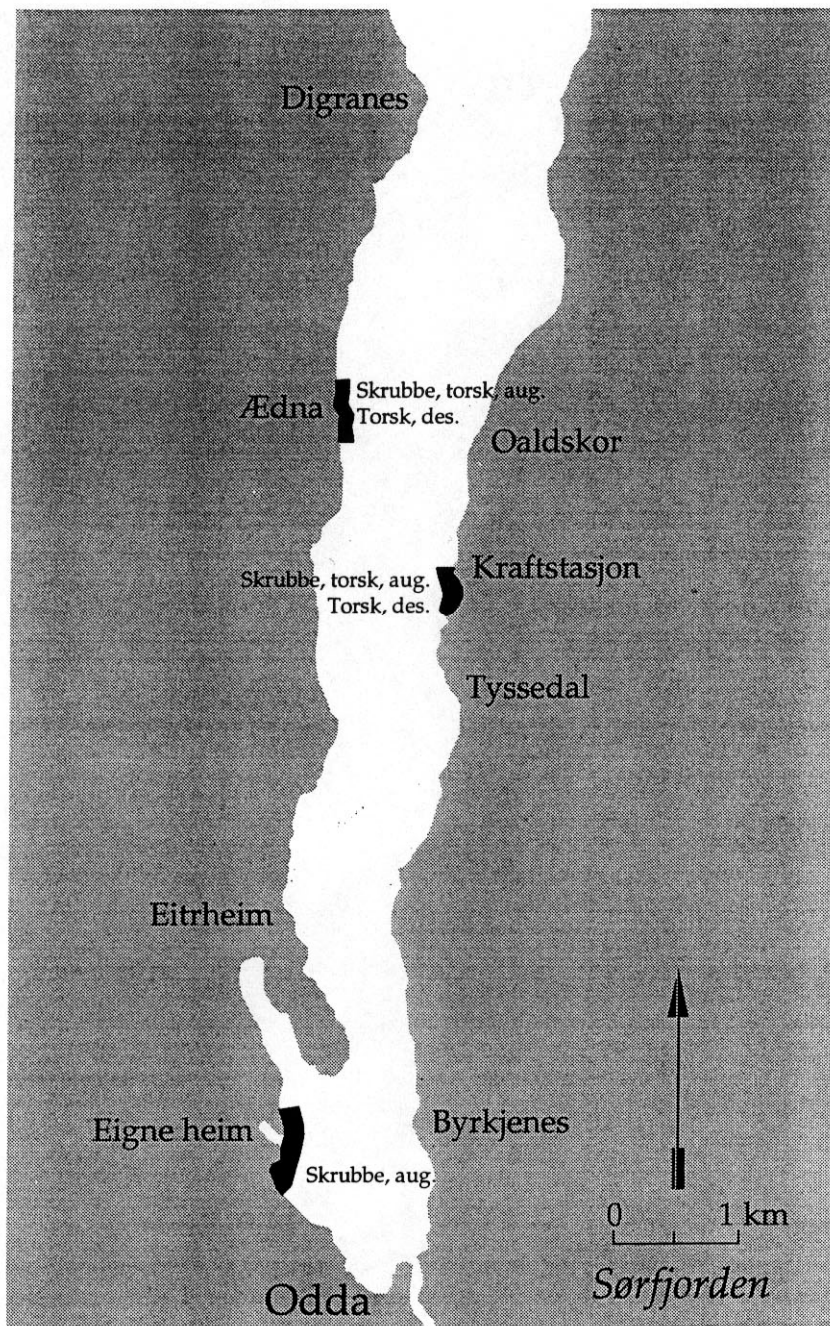 Digranes
Ædna
Skrubbe, torsk, aug.
Torsk, des.
Oaldskor
Skrubbe, torsk, aug.
Torsk, des.
Kraftstasjon
Tyssedal
Eitrheim
Eigne heim
Byrkjenes
Skrubbe, aug.
0 1 km
Sørfjorden
Odda